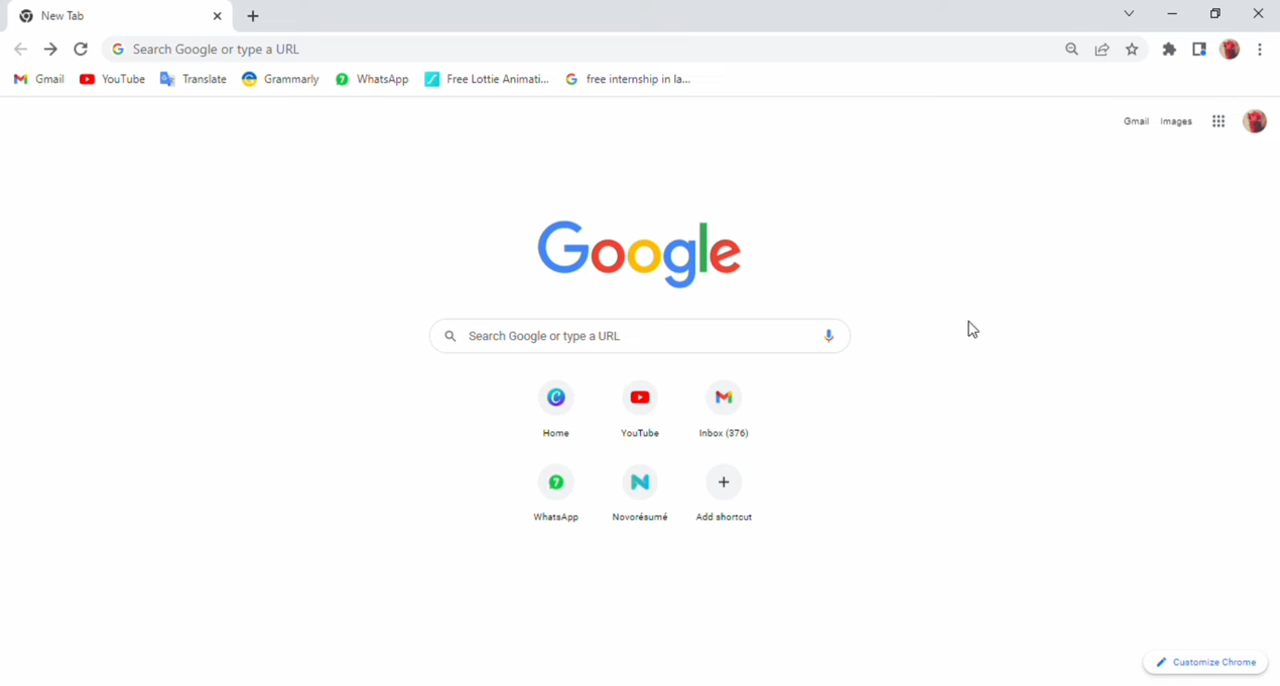 New Tab
Search Google or type a URL
Gmail YouTube Translate Grammarly WhatsApp Free Lottie Animati... free internship in la...
Gmail Images
Google
Search Google or type a URL
Home YouTube Inbox (376)
WhatsApp Novorésumé Add shortcut
Customize Chrome